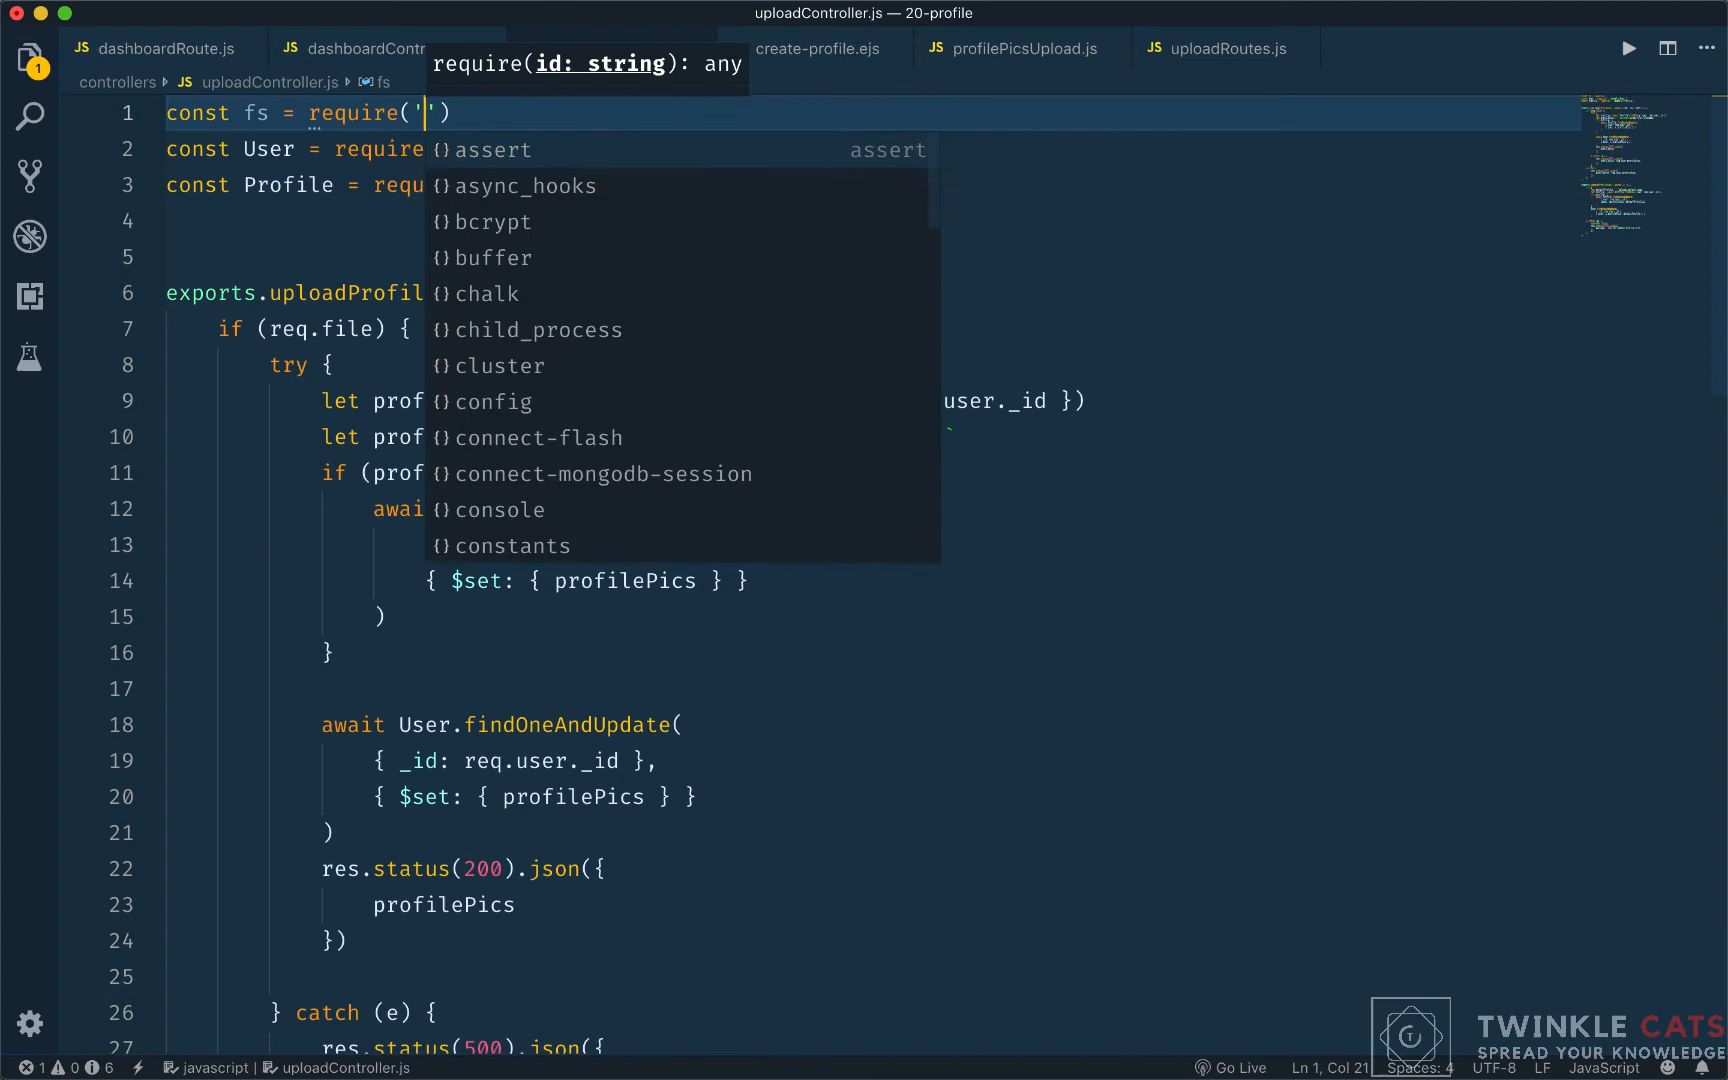 uploadController.js — 20-profile
JS dashboardRoute.js JS dashboardContr create-profile.ejs JS profilePicsUpload.js JS uploadRoutes.js
require(id: string): any
controllers JS uploadController.js fs
1 const fs = require('')
2 const User = require
3 const Profile = requ
4
5
6 exports.uploadProfil
7 if (req.file) {
8 try {
9 let prof user._id })
10 let prof `
11 if (prof
12 awai
13
14 { $set: { profilePics } }
15 )
16 }
17
18 await User.findOneAndUpdate(
19 { _id: req.user._id },
20 { $set: { profilePics } }
21 )
22 res.status(200).json({
23 profilePics
24 })
25
26 } catch (e) {
27 res.status(500).json({
{} assert assert
{} async_hooks
{} bcrypt
{} buffer
{} chalk
{} child_process
{} cluster
{} config
{} connect-flash
{} connect-mongodb-session
{} console
{} constants
1
TWINKLE CATS
SPREAD YOUR KNOWLEDGE
1 0 6 javascript | uploadController.js Go Live Ln 1, Col 21 Spaces: 4 UTF-8 LF JavaScript